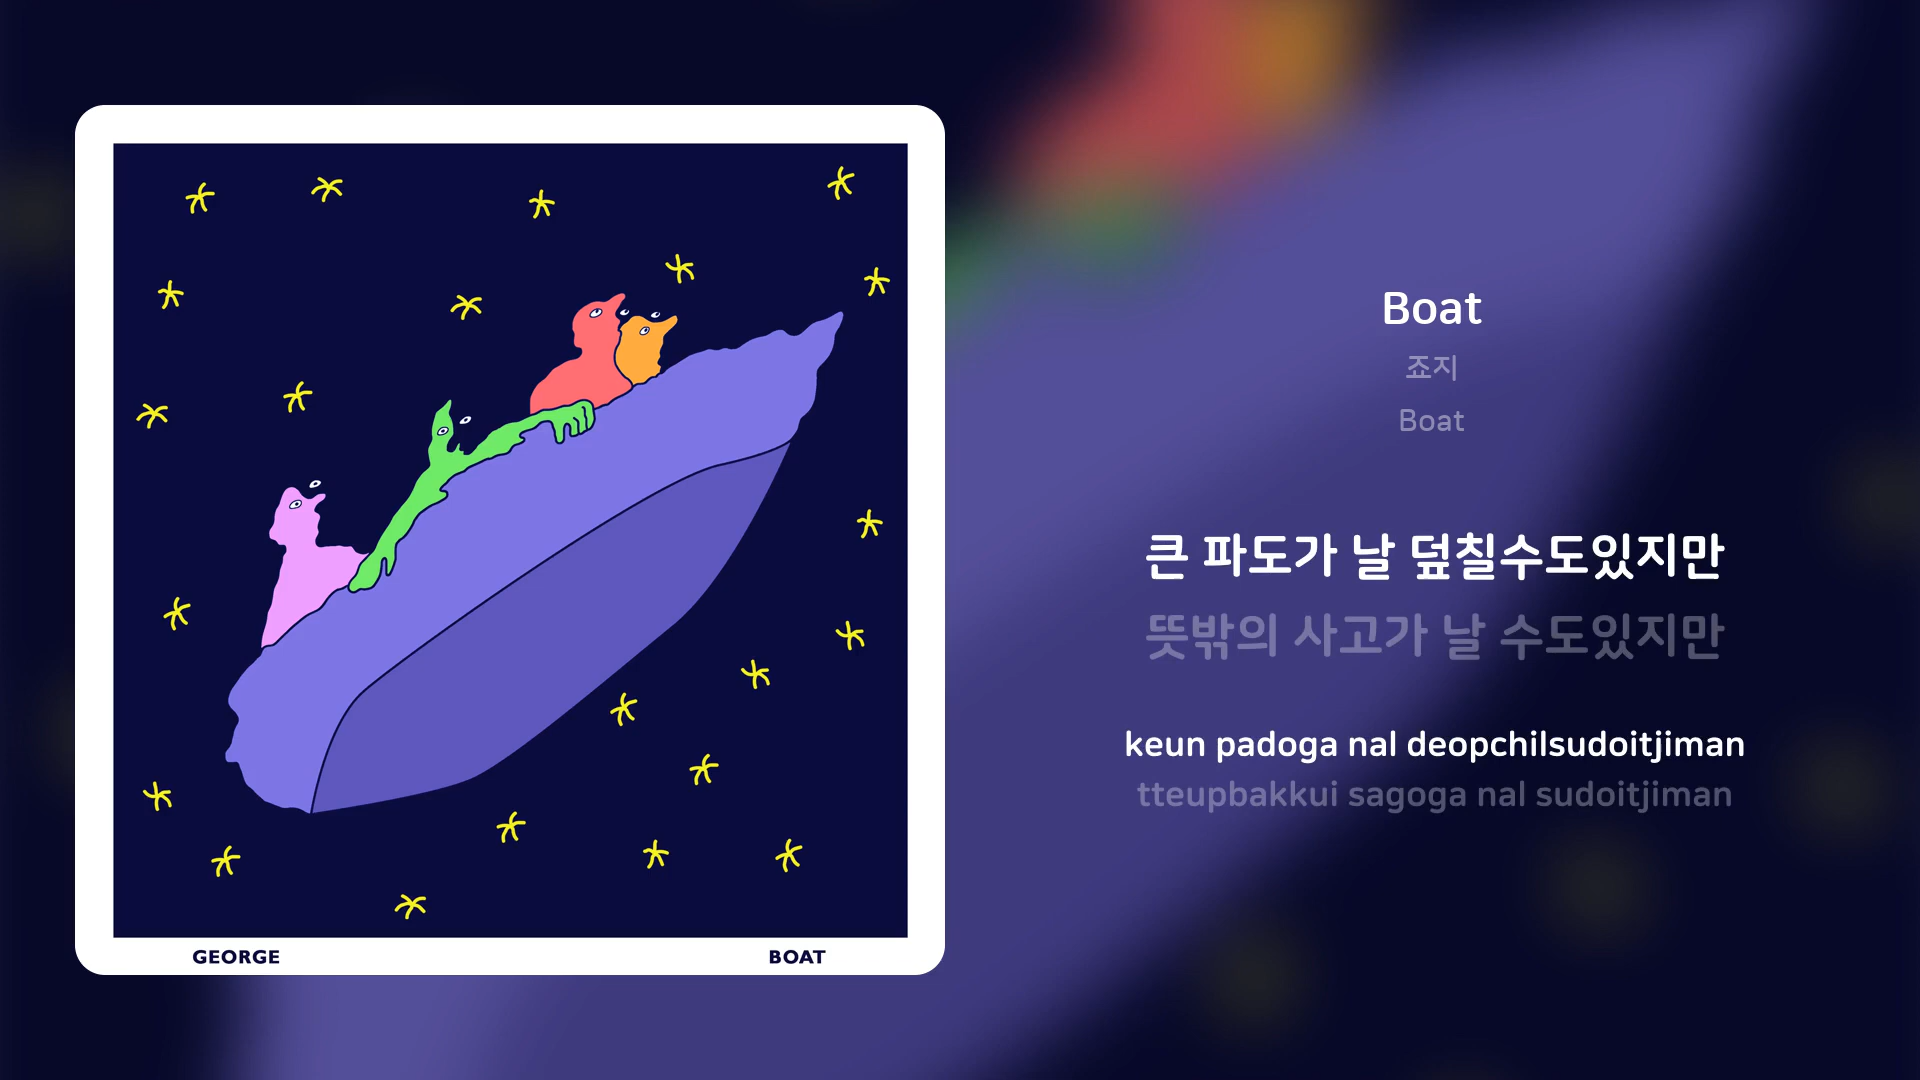 GEORGE
BOAT
Boat
죠지
Boat
큰 파도가 날 덮칠수도있지만
뜻밖의 사고가 날 수도있지만
keun padoga nal deopchilsudoitjiman
tteupbakkui sagoga nal sudoitjiman